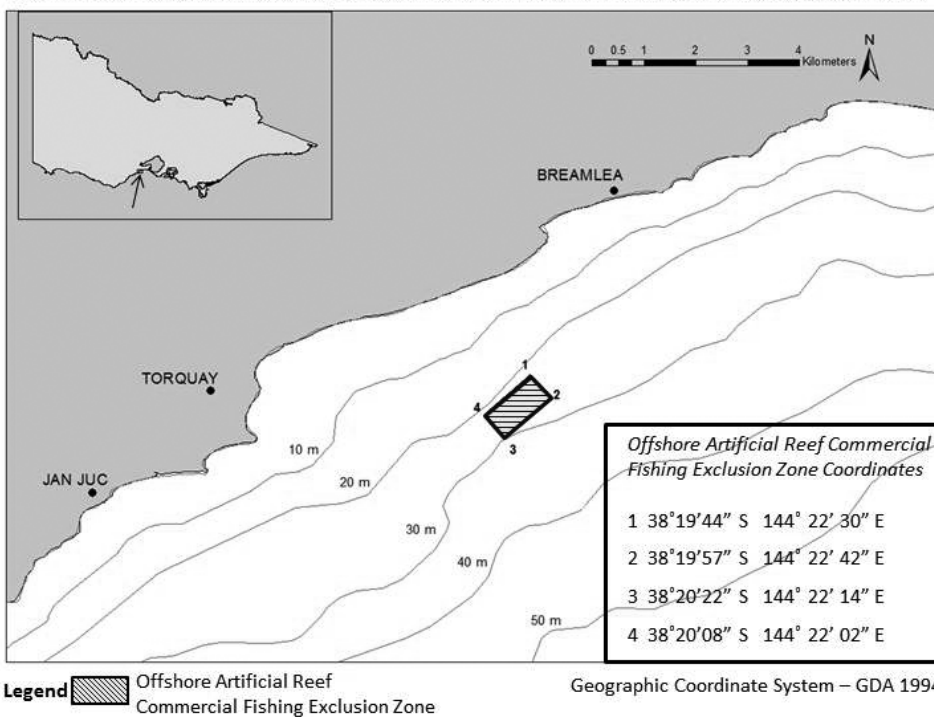 0 0.5 1 2 3 4
Kilometers
N
BREAMLEA
TORQUAY
JAN JUC
1
2
3
4
10 m
20 m
30 m
40 m
50 m
Offshore Artificial Reef Commercial
Fishing Exclusion Zone Coordinates
1 38°19'44" S 144° 22' 30" E
2 38°19'57" S 144° 22' 42" E
3 38°20'22" S 144° 22' 14" E
4 38°20'08" S 144° 22' 02" E
Legend
Offshore Artificial Reef
Commercial Fishing Exclusion Zone
Geographic Coordinate System – GDA 1994